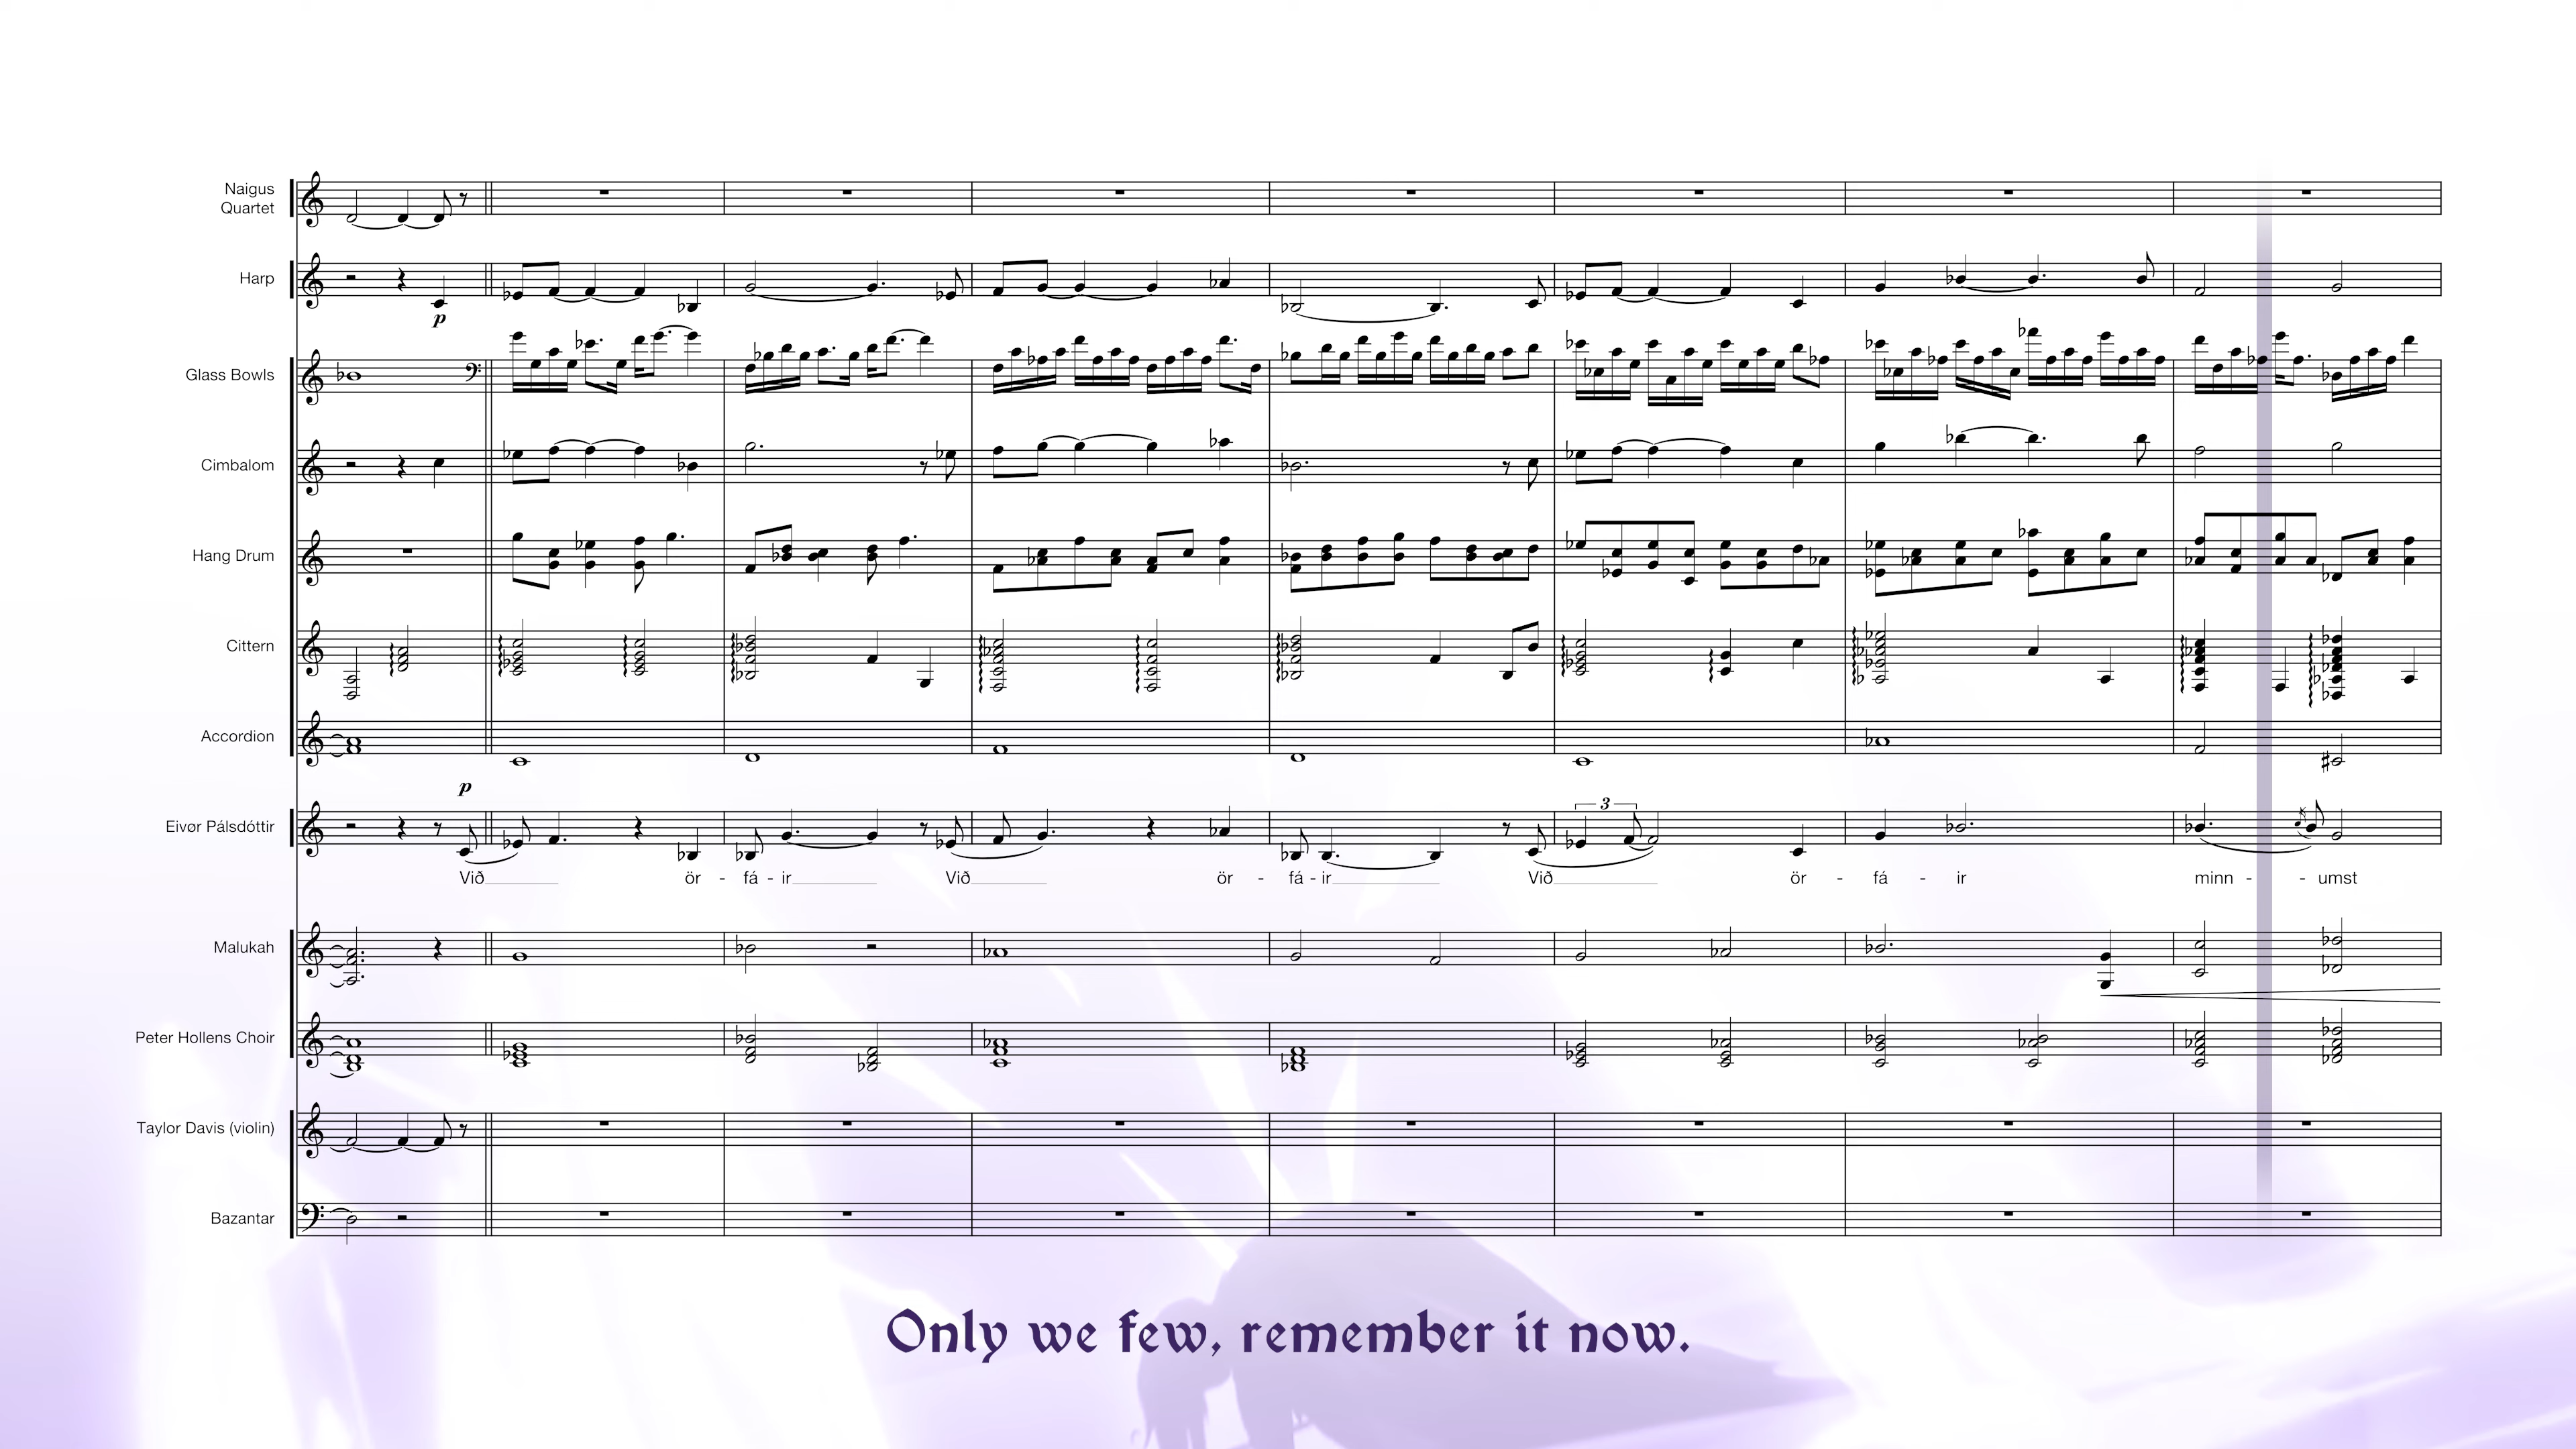 Naigus
Quartet
Harp
p
Glass Bowls
Cimbalom
Hang Drum
Cittern
Accordion
p
3
Eivør Pálsdóttir
Við ör - fá - ir Við ör - fá - ir Við ör - fá - ir minn - - umst
Malukah
Peter Hollens Choir
Taylor Davis (violin)
Bazantar
Only we few, remember it now.